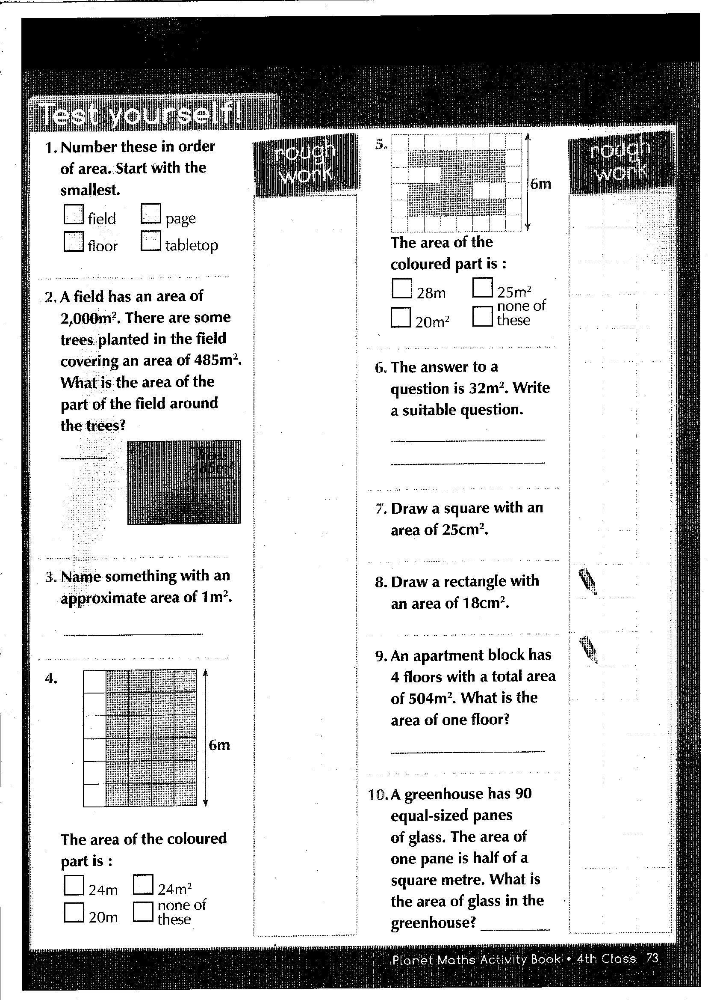 Test yourself!
1. Number these in order
of area. Start with the
smallest.
field
page
floor
tabletop
2. A field has an area of
2,000m². There are some
trees planted in the field
covering an area of 485m².
What is the area of the
part of the field around
the trees?
Trees
485m²
3. Name something with an
approximate area of 1m².
4.
6m
The area of the coloured
part is :
24m
24m²
20m
none of
these
rough
work
5.
6m
The area of the
coloured part is :
28m
25m²
20m²
none of
these
6. The answer to a
question is 32m². Write
a suitable question.
7. Draw a square with an
area of 25cm².
8. Draw a rectangle with
an area of 18cm².
9. An apartment block has
4 floors with a total area
of 504m². What is the
area of one floor?
10. A greenhouse has 90
equal-sized panes
of glass. The area of
one pane is half of a
square metre. What is
the area of glass in the
greenhouse?
rough
work
Planet Maths Activity Book • 4th Class 73